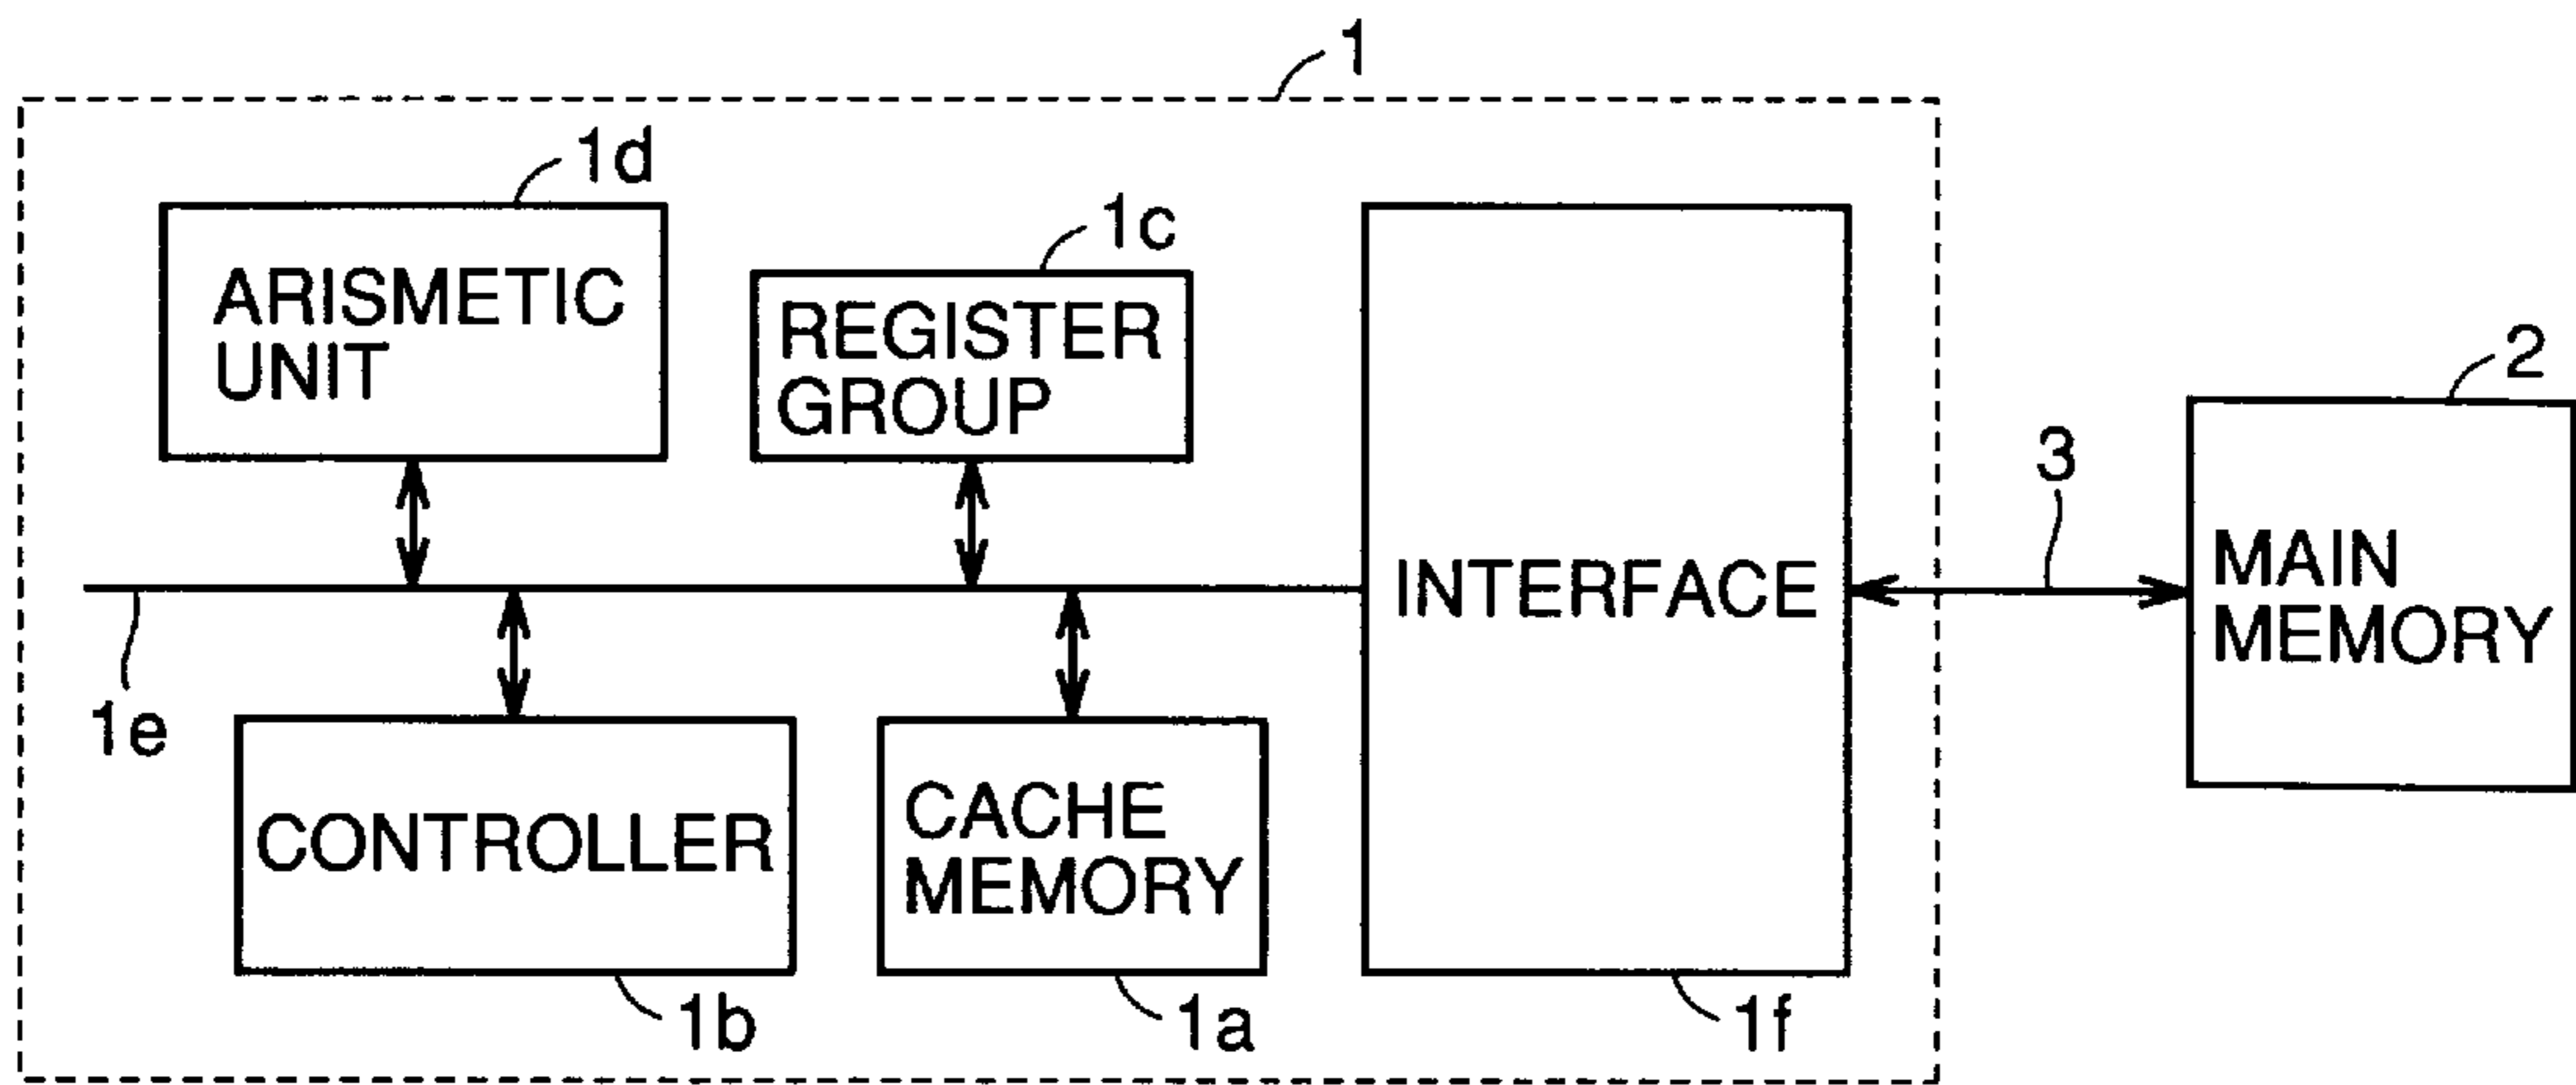 1
1d
ARISMETIC
UNIT
1c
REGISTER
GROUP
INTERFACE
2
3
MAIN
MEMORY
1e
CONTROLLER
CACHE
MEMORY
1b
1a
1f